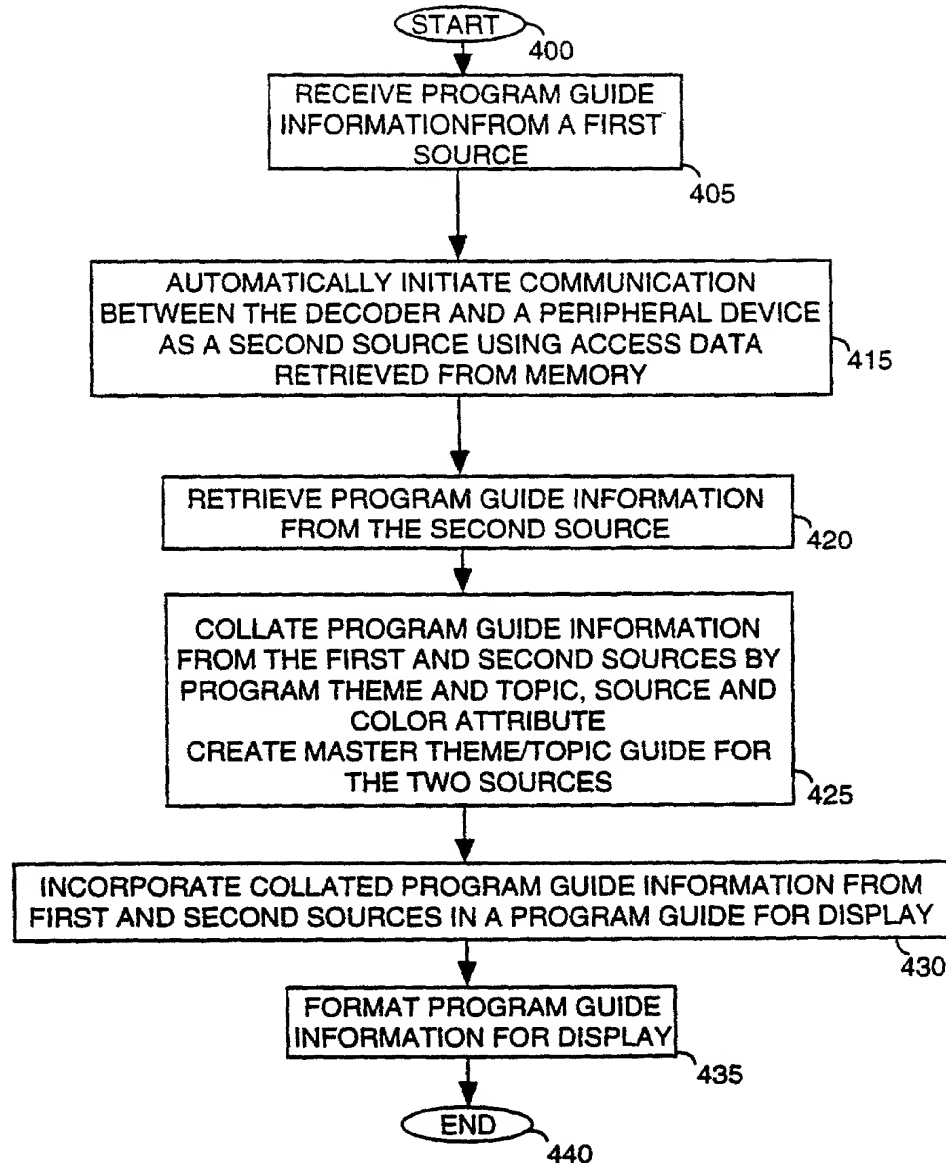 START
400
RECEIVE PROGRAM GUIDE
INFORMATIONFROM A FIRST
SOURCE
405
AUTOMATICALLY INITIATE COMMUNICATION
BETWEEN THE DECODER AND A PERIPHERAL DEVICE
AS A SECOND SOURCE USING ACCESS DATA
RETRIEVED FROM MEMORY
415
RETRIEVE PROGRAM GUIDE INFORMATION
FROM THE SECOND SOURCE
420
COLLATE PROGRAM GUIDE INFORMATION
FROM THE FIRST AND SECOND SOURCES BY
PROGRAM THEME AND TOPIC, SOURCE AND
COLOR ATTRIBUTE
CREATE MASTER THEME/TOPIC GUIDE FOR
THE TWO SOURCES
425
INCORPORATE COLLATED PROGRAM GUIDE INFORMATION FROM
FIRST AND SECOND SOURCES IN A PROGRAM GUIDE FOR DISPLAY
430
FORMAT PROGRAM GUIDE
INFORMATION FOR DISPLAY
435
END
440